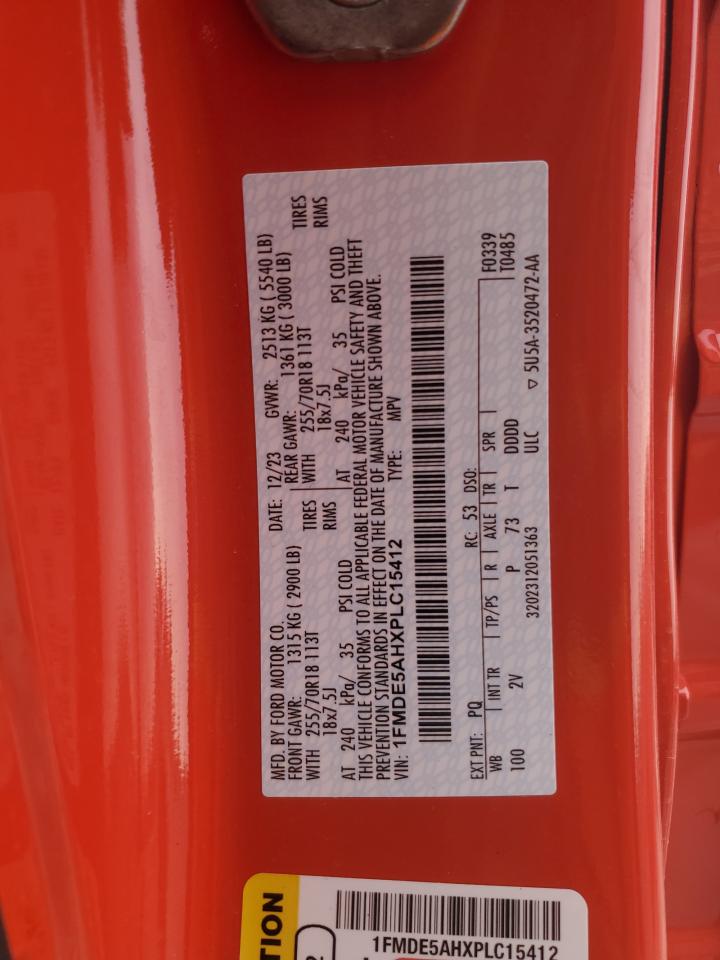 MFD. BY FORD MOTOR CO.
DATE: 12/23
GVWR: 2513 KG ( 5540 LB)
FRONT GAWR: 1315 KG ( 2900 LB)
REAR GAWR: 1361 KG ( 3000 LB)
WITH 255/70R18 113T TIRES
WITH 255/70R18 113T TIRES
18x7.5J RIMS
18x7.5J RIMS
AT 240 kPa/ 35 PSI COLD
AT 240 kPa/ 35 PSI COLD
THIS VEHICLE CONFORMS TO ALL APPLICABLE FEDERAL MOTOR VEHICLE SAFETY AND THEFT
PREVENTION STANDARDS IN EFFECT ON THE DATE OF MANUFACTURE SHOWN ABOVE.
VIN: 1FMDE5AHXPLC15412
TYPE: MPV
EXT PNT: PQ RC: 53 DSO: F0339
WB INT TR TP/PS R AXLE TR SPR T0485
100 2V P 73 T DDDD
3202312051363 ULC ▽ 5U5A-3520472-AA
TION
1FMDE5AHXPLC15412